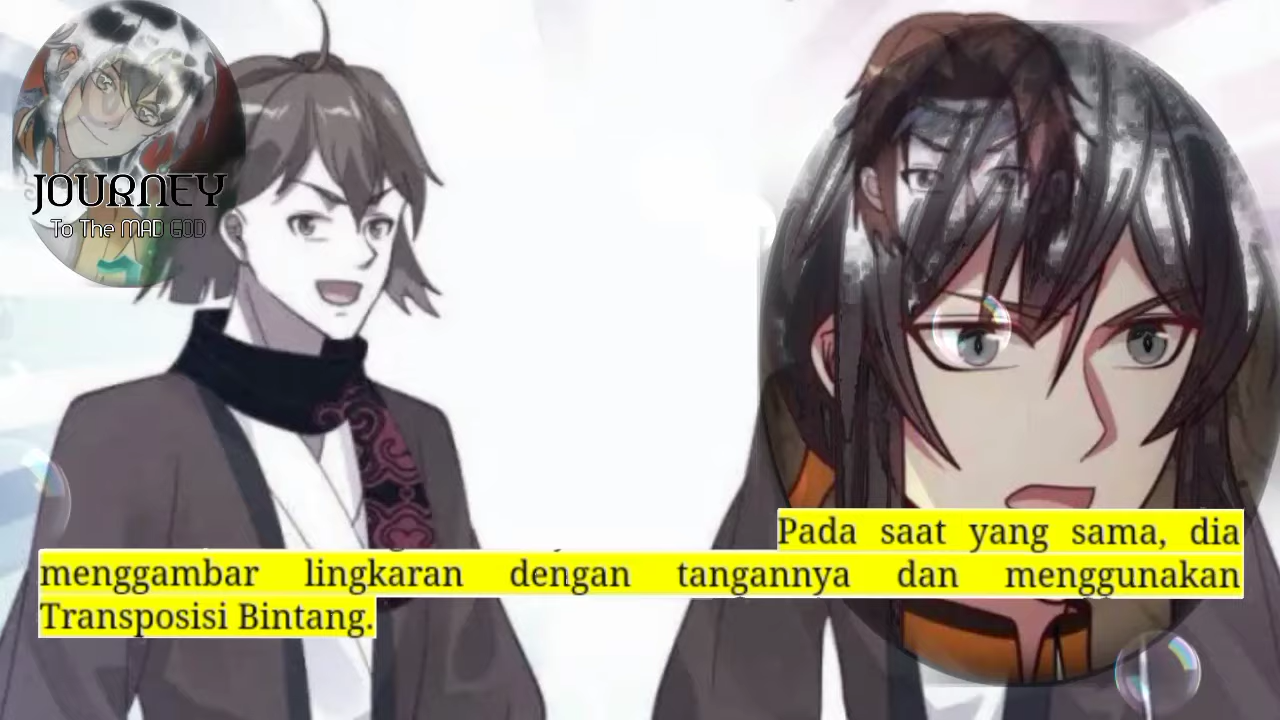 JOURNEY
To The MAD GOD
Pada saat yang sama, dia
menggambar lingkaran dengan tangannya dan menggunakan
Transposisi Bintang.